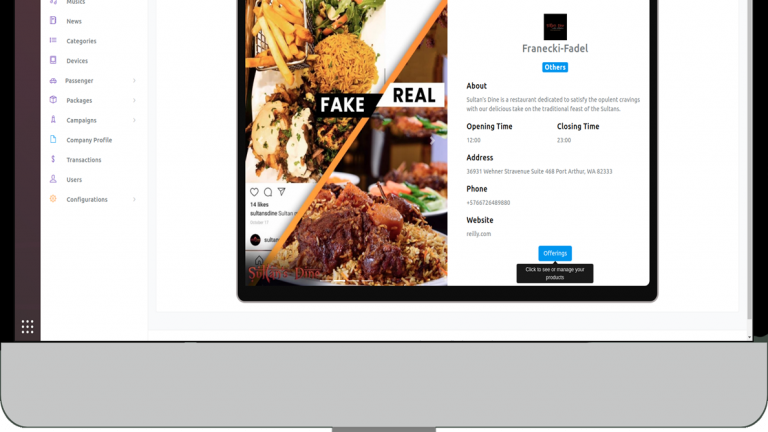 Musics
News
Categories
Devices
Passenger
Packages
Campaigns
Company Profile
Transactions
Users
Configurations
FAKE
REAL
14 likes
sultansdine Sultan
October 11
sultan
Sultan's Dine
Franecki-Fadel
Others
About
Sultan's Dine is a restaurant dedicated to satisfy the opulent cravings
with our delicious take on the traditional feast of the Sultans.
Opening Time
Closing Time
12:00
23:00
Address
36931 Wehner Stravenue Suite 468 Port Arthur, WA 82333
Phone
+5766726489880
Website
reilly.com
Offerings
Click to see or manage your
products